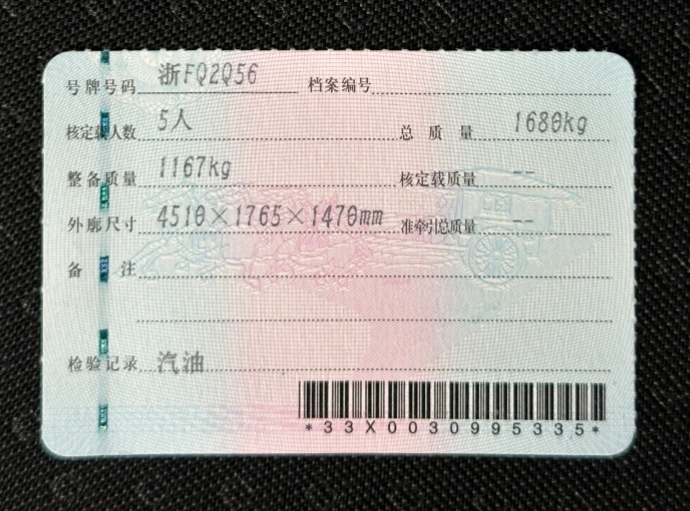 号牌号码 浙FQ2Q56 档案编号
核定载人数 5人 总质量 1680kg
整备质量 1167kg 核定载质量 --
外廓尺寸 4510×1765×1470mm 准牵引总质量 --
备注
检验记录 汽油
*33X0030995335*